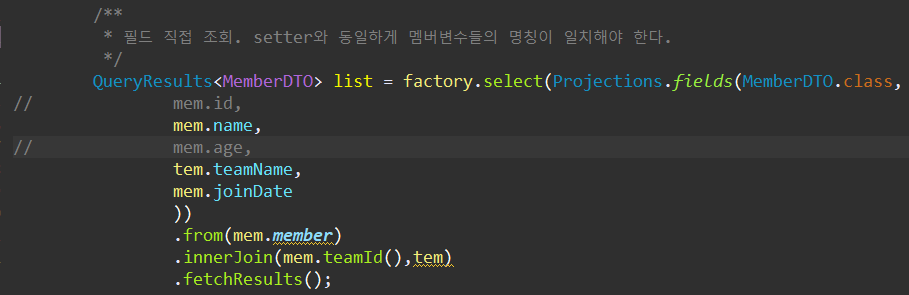 /**
* 필드 직접 조회. setter와 동일하게 멤버변수들의 명칭이 일치해야 한다.
*/
QueryResults<MemberDTO> list = factory.select(Projections.fields(MemberDTO.class,
// mem.id,
mem.name,
// mem.age,
tem.teamName,
mem.joinDate
))
.from(mem.member)
.innerJoin(mem.teamId(),tem)
.fetchResults();